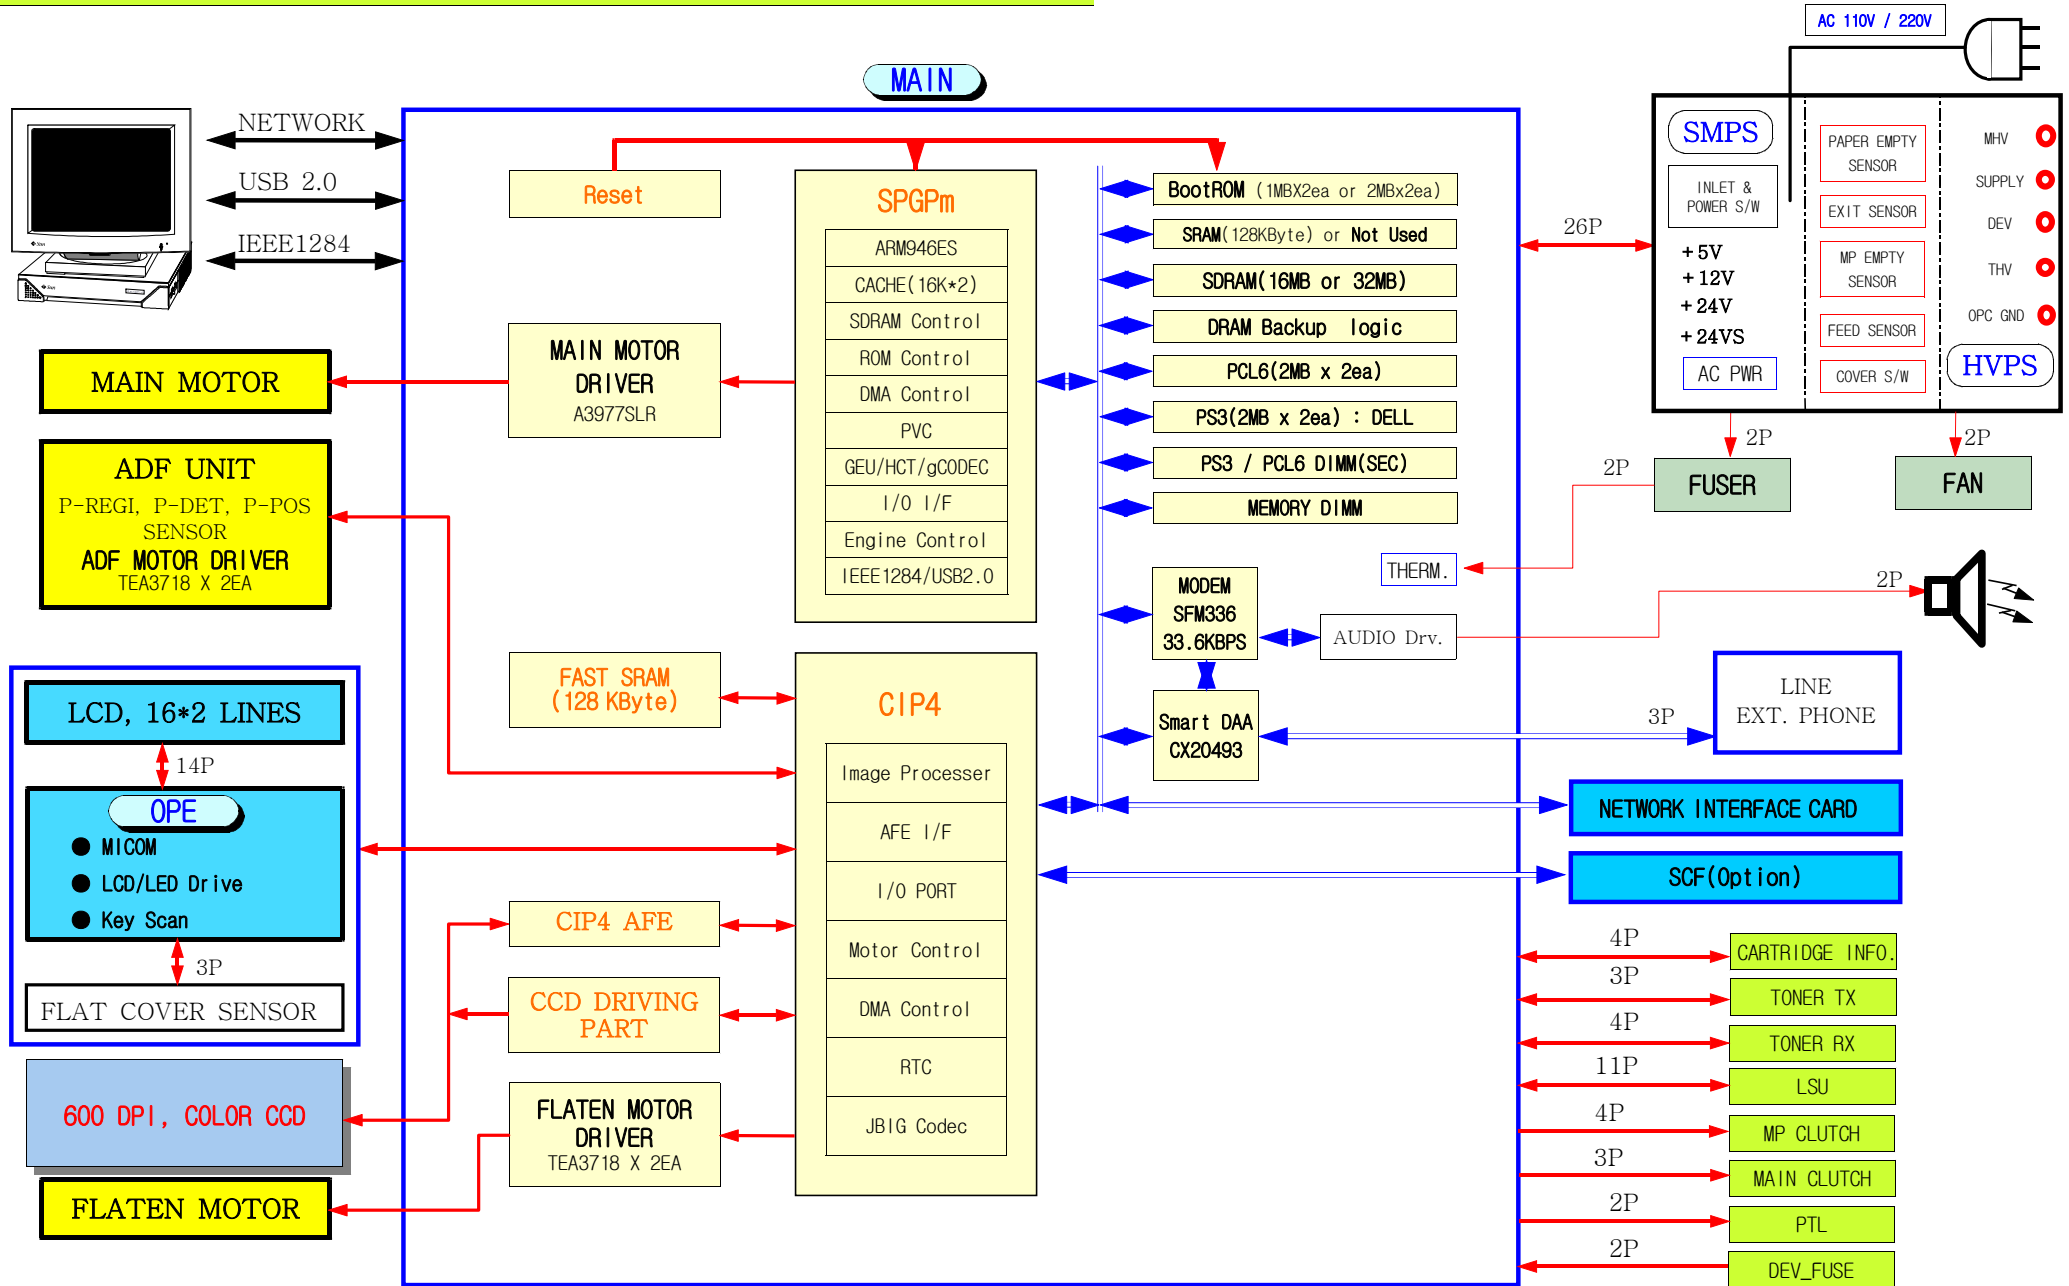 AC 110V / 220V
MAIN
NETWORK
USB 2.0
IEEE1284
Reset
SPGPm
ARM946ES
CACHE(16K*2)
SDRAM Control
ROM Control
DMA Control
PVC
GEU/HCT/gCODEC
I/O I/F
Engine Control
IEEE1284/USB2.0
MAIN MOTOR
DRIVER
A3977SLR
MAIN MOTOR
ADF UNIT
P-REGI, P-DET, P-POS
SENSOR
ADF MOTOR DRIVER
TEA3718 X 2EA
BootROM (1MBX2ea or 2MBx2ea)
SRAM(128KByte) or Not Used
SDRAM(16MB or 32MB)
DRAM Backup logic
PCL6(2MB x 2ea)
PS3(2MB x 2ea) : DELL
PS3 / PCL6 DIMM(SEC)
MEMORY DIMM
26P
SMPS
INLET &
POWER S/W
+5V
+12V
+24V
+24VS
AC PWR
PAPER EMPTY
SENSOR
EXIT SENSOR
MP EMPTY
SENSOR
FEED SENSOR
COVER S/W
MHV
SUPPLY
DEV
THV
OPC GND
HVPS
2P
2P
2P
FUSER
FAN
THERM.
MODEM
SFM336
33.6KBPS
AUDIO Drv.
2P
Smart DAA
CX20493
3P
LINE
EXT. PHONE
FAST SRAM
(128 KByte)
CIP4
Image Processer
AFE I/F
I/O PORT
Motor Control
DMA Control
RTC
JBIG Codec
LCD, 16*2 LINES
14P
OPE
● MICOM
● LCD/LED Drive
● Key Scan
3P
FLAT COVER SENSOR
CIP4 AFE
CCD DRIVING
PART
FLATEN MOTOR
DRIVER
TEA3718 X 2EA
600 DPI, COLOR CCD
FLATEN MOTOR
NETWORK INTERFACE CARD
SCF(Option)
4P
CARTRIDGE INFO.
3P
TONER TX
4P
TONER RX
11P
LSU
4P
MP CLUTCH
3P
MAIN CLUTCH
2P
PTL
2P
DEV_FUSE